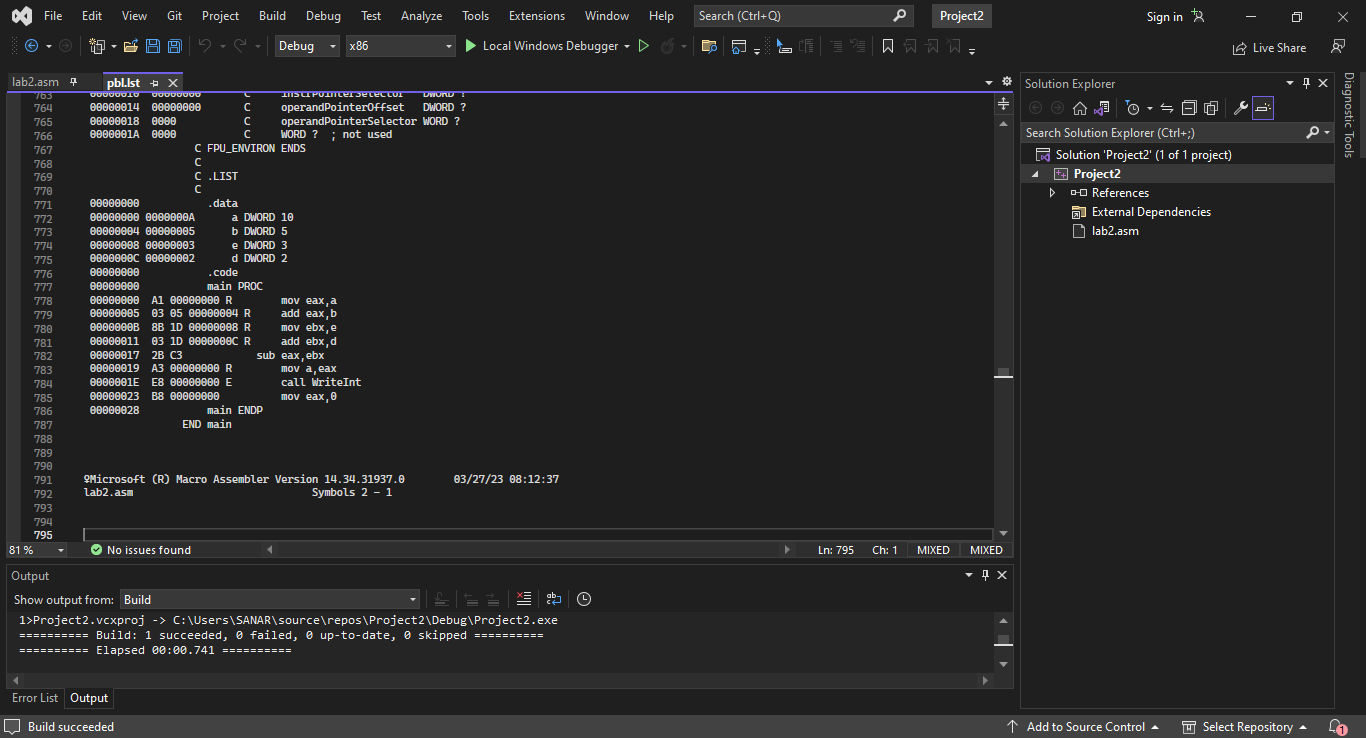 File Edit View Git Project Build Debug Test Analyze Tools Extensions Window Help Search (Ctrl+Q) Project2 Sign in
Debug x86 Local Windows Debugger Live Share
lab2.asm pbl.lst
763 00000010 00000000 C instrPointerSelector DWORD ?
764 00000014 00000000 C operandPointerOffset DWORD ?
765 00000018 0000 C operandPointerSelector WORD ?
766 0000001A 0000 C WORD ? ; not used
767 C FPU_ENVIRON ENDS
768 C
769 C .LIST
770 C
771 00000000 .data
772 00000000 0000000A a DWORD 10
773 00000004 00000005 b DWORD 5
774 00000008 00000003 e DWORD 3
775 0000000C 00000002 d DWORD 2
776 00000000 .code
777 00000000 main PROC
778 00000000 A1 00000000 R mov eax,a
779 00000005 03 05 00000004 R add eax,b
780 0000000B 8B 1D 00000008 R mov ebx,e
781 00000011 03 1D 0000000C R add ebx,d
782 00000017 2B C3 sub eax,ebx
783 00000019 A3 00000000 R mov a,eax
784 0000001E E8 00000000 E call WriteInt
785 00000023 B8 00000000 mov eax,0
786 00000028 main ENDP
787 END main
788
789
790
791 ♀Microsoft (R) Macro Assembler Version 14.34.31937.0 03/27/23 08:12:37
792 lab2.asm Symbols 2 - 1
793
794
795
81 % No issues found Ln: 795 Ch: 1 MIXED MIXED
Output
Show output from: Build
1>Project2.vcxproj -> C:\Users\SANAR\source\repos\Project2\Debug\Project2.exe
========== Build: 1 succeeded, 0 failed, 0 up-to-date, 0 skipped ==========
========== Elapsed 00:00.741 ==========
Error List Output
Build succeeded Add to Source Control Select Repository 1
Solution Explorer
Search Solution Explorer (Ctrl+;)
Solution 'Project2' (1 of 1 project)
Project2
References
External Dependencies
lab2.asm
Diagnostic Tools